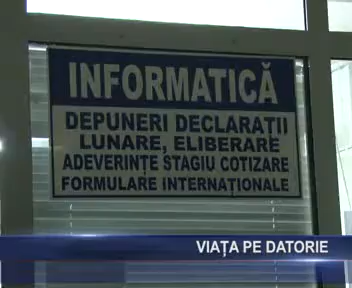 INFORMATICĂ
DEPUNERI DECLARAȚII
LUNARE, ELIBERARE
ADEVERINȚE STAGIU COTIZARE
FORMULARE INTERNAȚIONALE
VIAȚA PE DATORIE